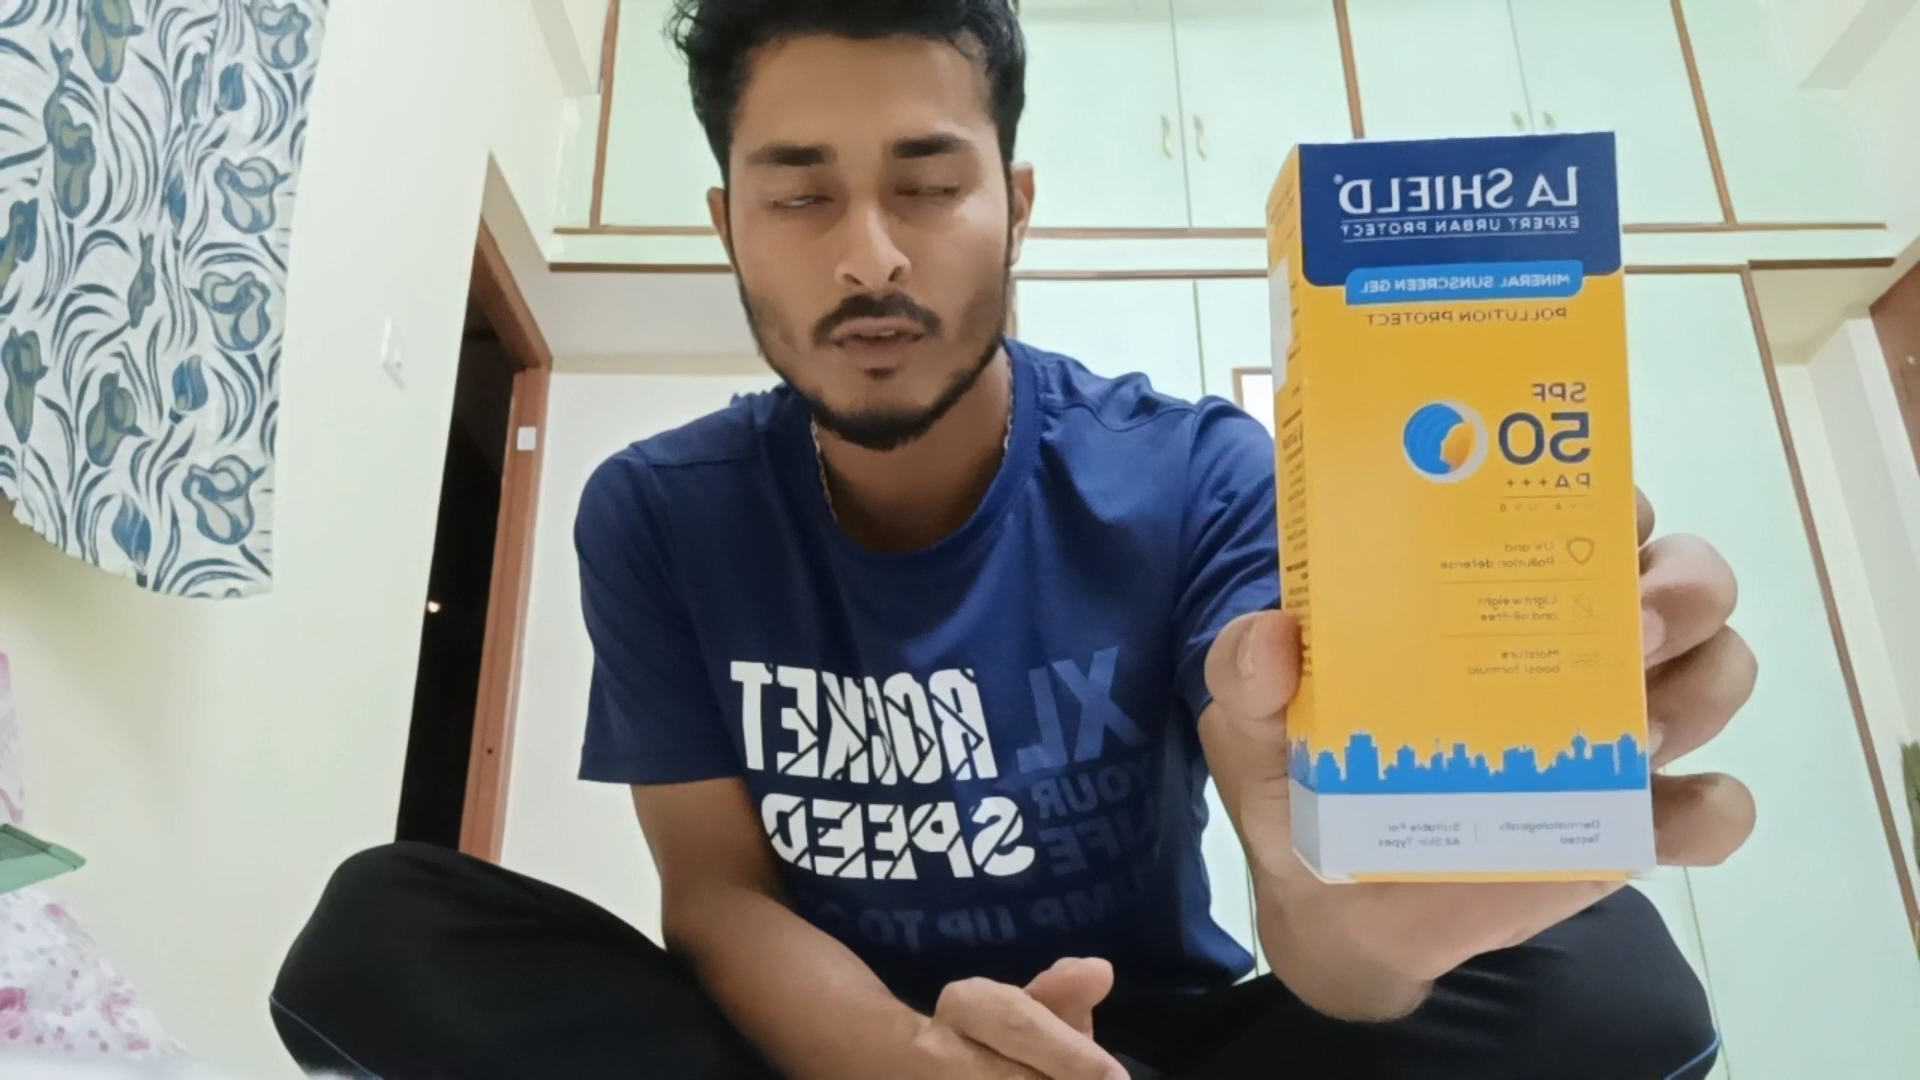 LA SHIELD®
EXPERT URBAN PROTECT
MINERAL SUNSCREEN GEL
POLLUTION PROTECT
SPF
50
PA+++
UVA UVB
UV and
Pollution defense
Lightweight
and oil-free
Moisture
boost formula
Dermatologically
Tested
Suitable For
All Skin Types
XL ROCKET
YOUR
LIFE SPEED
UP TO